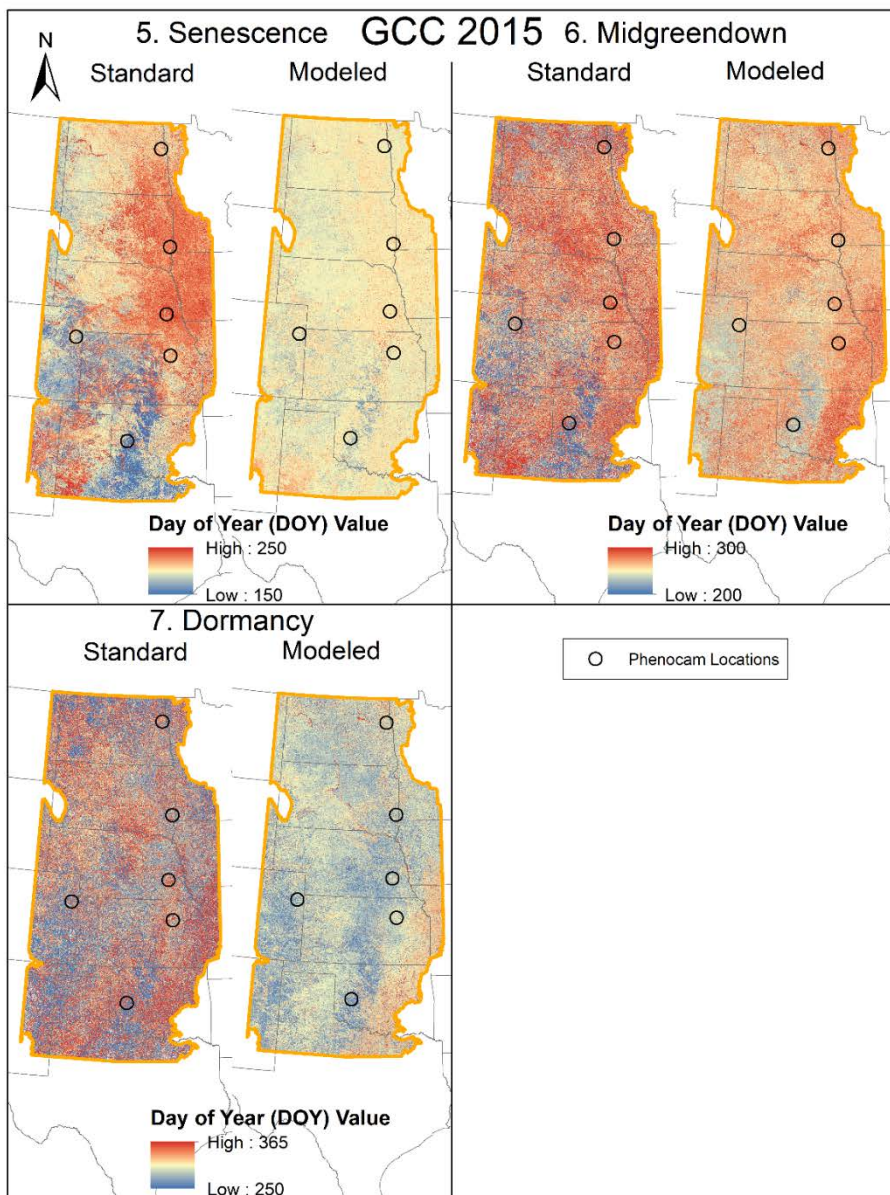 5. Senescence GCC 2015 6. Midgreendown
N
Standard Modeled Standard Modeled
Day of Year (DOY) Value
High : 250
Low : 150
Day of Year (DOY) Value
High : 300
Low : 200
7. Dormancy
Standard Modeled
Phenocam Locations
Day of Year (DOY) Value
High : 365
Low : 250